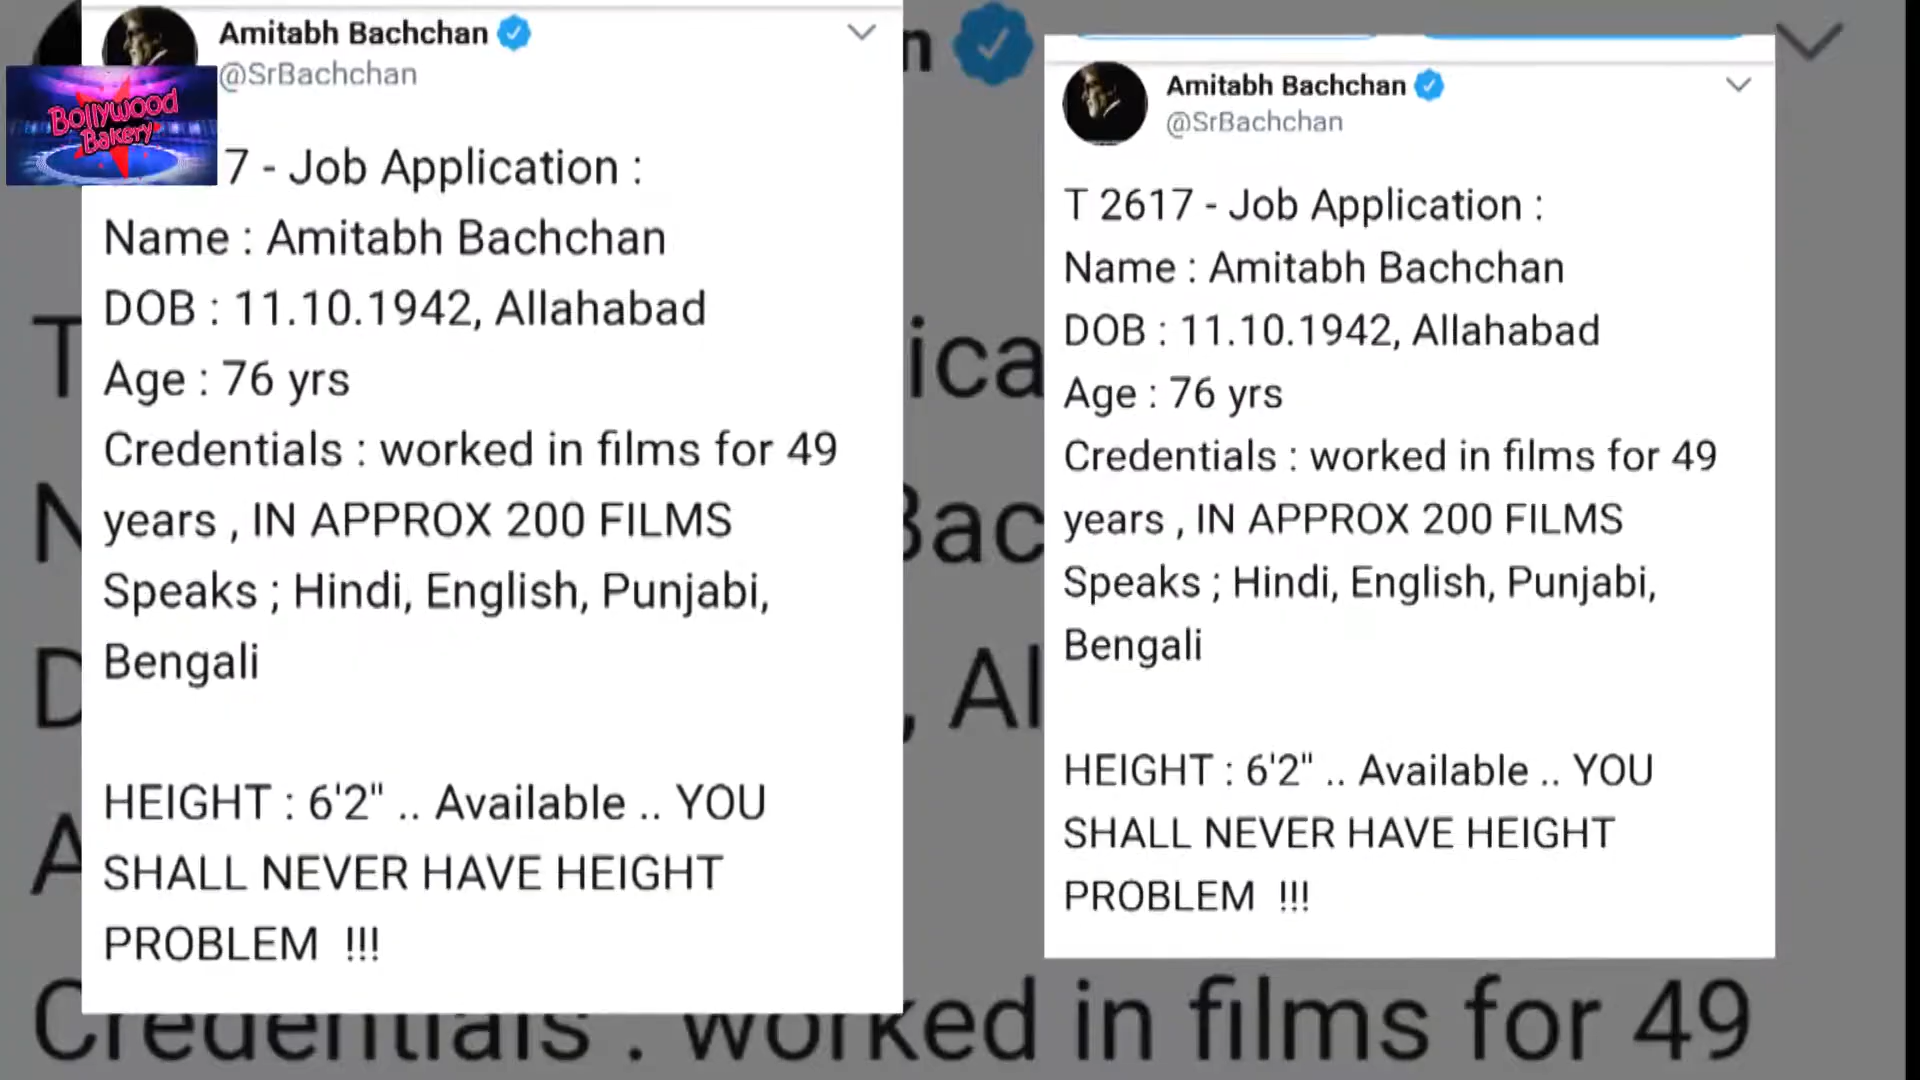 Amitabh Bachchan
@SrBachchan
Bollywood
Bakery
7 - Job Application :
Name : Amitabh Bachchan
DOB : 11.10.1942, Allahabad
Age : 76 yrs
Credentials : worked in films for 49
years , IN APPROX 200 FILMS
Speaks ; Hindi, English, Punjabi,
Bengali
HEIGHT : 6'2" .. Available .. YOU
SHALL NEVER HAVE HEIGHT
PROBLEM !!!
Amitabh Bachchan
@SrBachchan
T 2617 - Job Application :
Name : Amitabh Bachchan
DOB : 11.10.1942, Allahabad
Age : 76 yrs
Credentials : worked in films for 49
years , IN APPROX 200 FILMS
Speaks ; Hindi, English, Punjabi,
Bengali
HEIGHT : 6'2" .. Available .. YOU
SHALL NEVER HAVE HEIGHT
PROBLEM !!!
Credentials : worked in films for 49